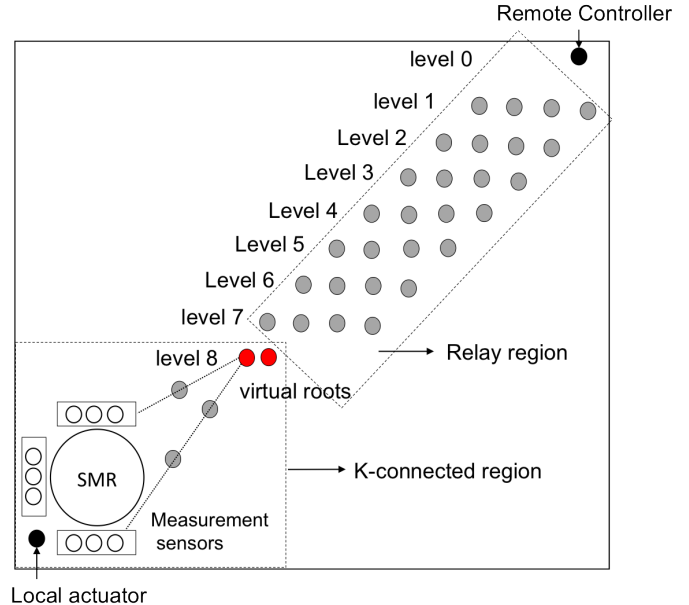 Remote Controller
level 0
level 1
Level 2
Level 3
Level 4
Level 5
Level 6
level 7
Relay region
level 8
virtual roots
K-connected region
SMR
Measurement
sensors
Local actuator